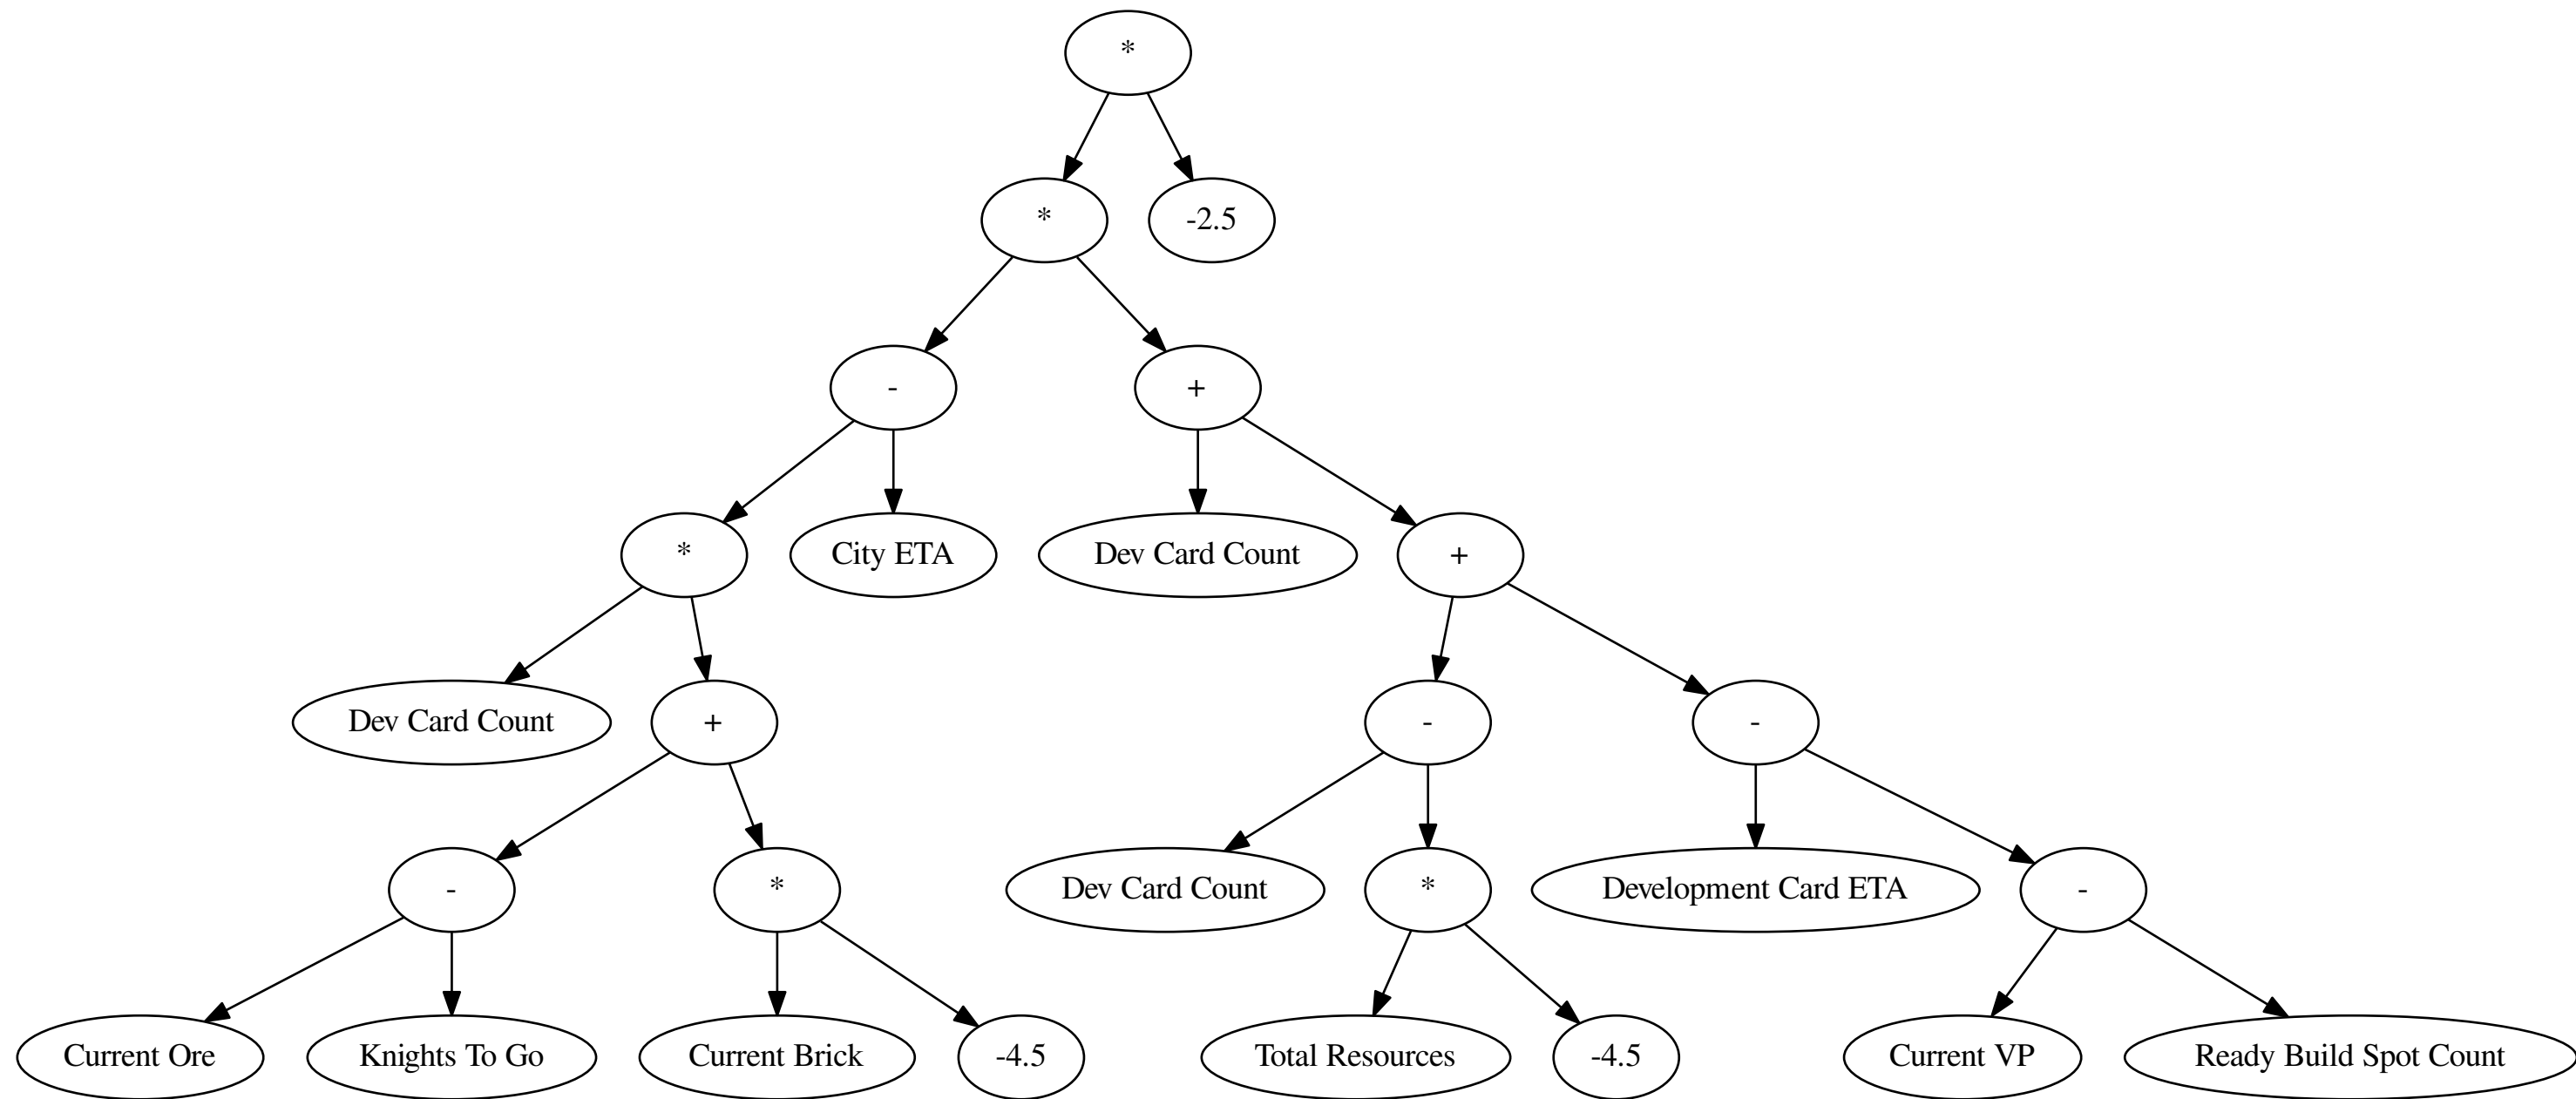 *
*
-2.5
-
+
*
City ETA
Dev Card Count
+
Dev Card Count
+
-
-
-
*
Dev Card Count
*
Development Card ETA
-
Current Ore
Knights To Go
Current Brick
-4.5
Total Resources
-4.5
Current VP
Ready Build Spot Count